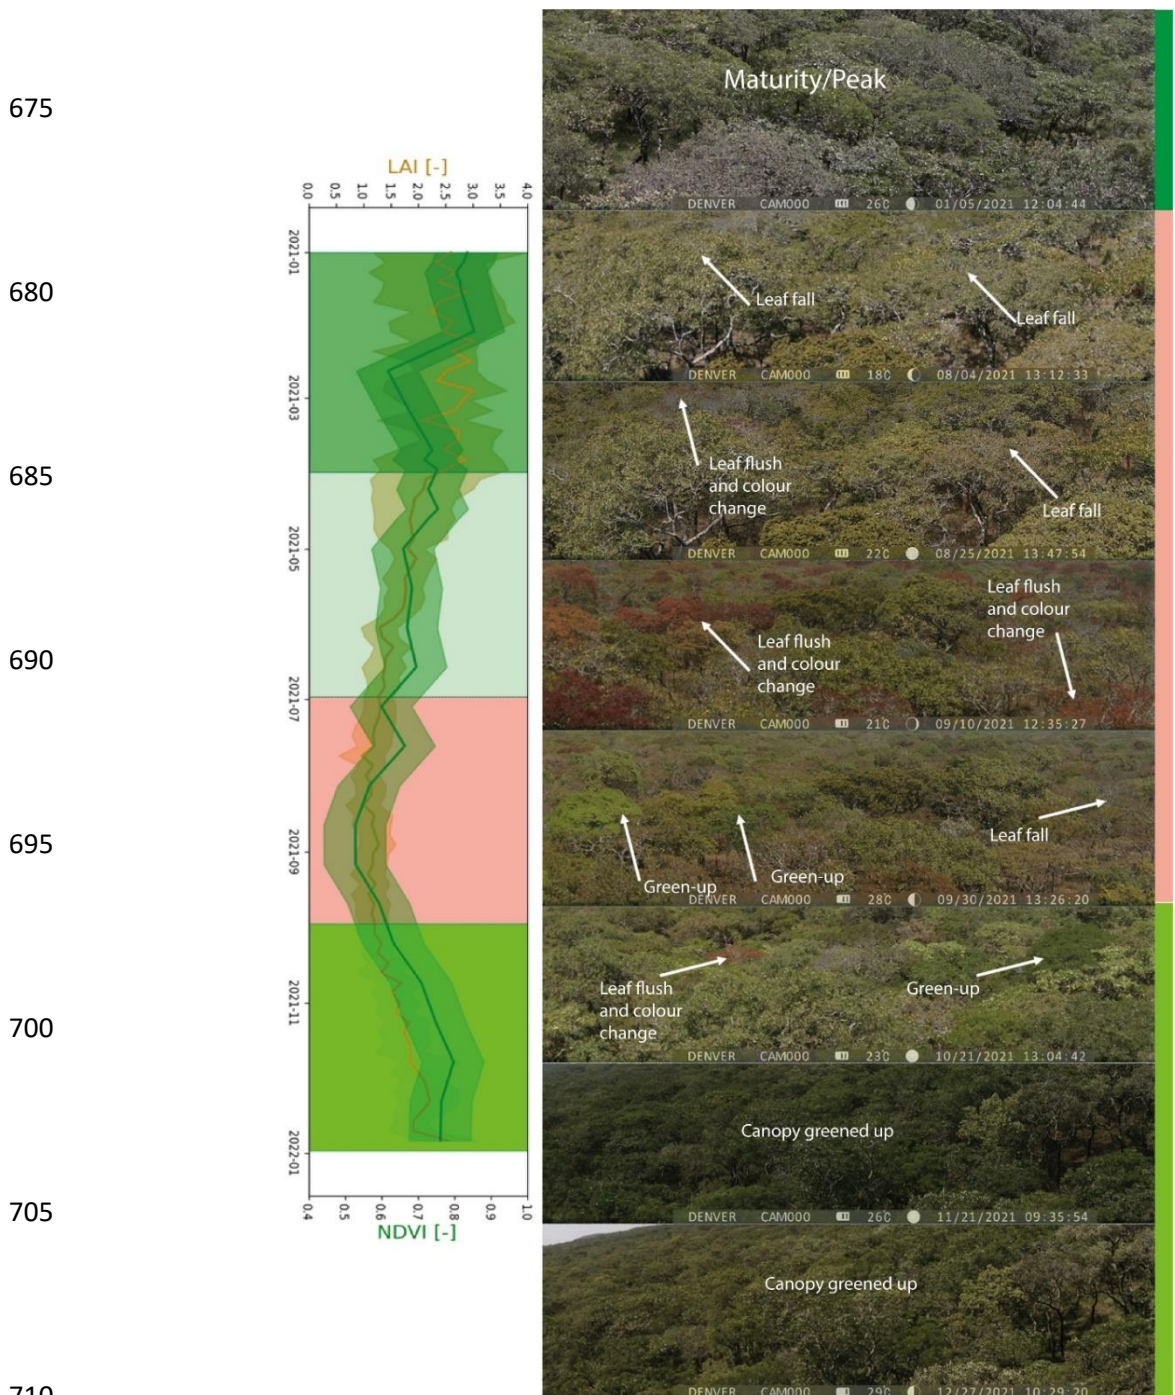 675
680
685
690
695
700
705
710
LAI [-]
0.0 0.5 1.0 1.5 2.0 2.5 3.0 3.5 4.0
2021-01
2021-03
2021-05
2021-07
2021-09
2021-11
2022-01
0.4 0.5 0.6 0.7 0.8 0.9 1.0
NDVI [-]
Maturity/Peak
DENVER CAM000 26C 01/05/2021 12:04:44
Leaf fall
Leaf fall
DENVER CAM000 18C 08/04/2021 13:12:33
Leaf flush
and colour
change
Leaf fall
DENVER CAM000 22C 08/25/2021 13:47:54
Leaf flush
and colour
change
Leaf flush
and colour
change
DENVER CAM000 21C 09/10/2021 12:35:27
Leaf fall
Green-up
Green-up
DENVER CAM000 28C 09/30/2021 13:26:20
Leaf flush
and colour
change
Green-up
DENVER CAM000 23C 10/21/2021 13:04:42
Canopy greened up
DENVER CAM000 26C 11/21/2021 09:35:54
Canopy greened up
DENVER CAM000 29C 12/27/2021 10:29:20